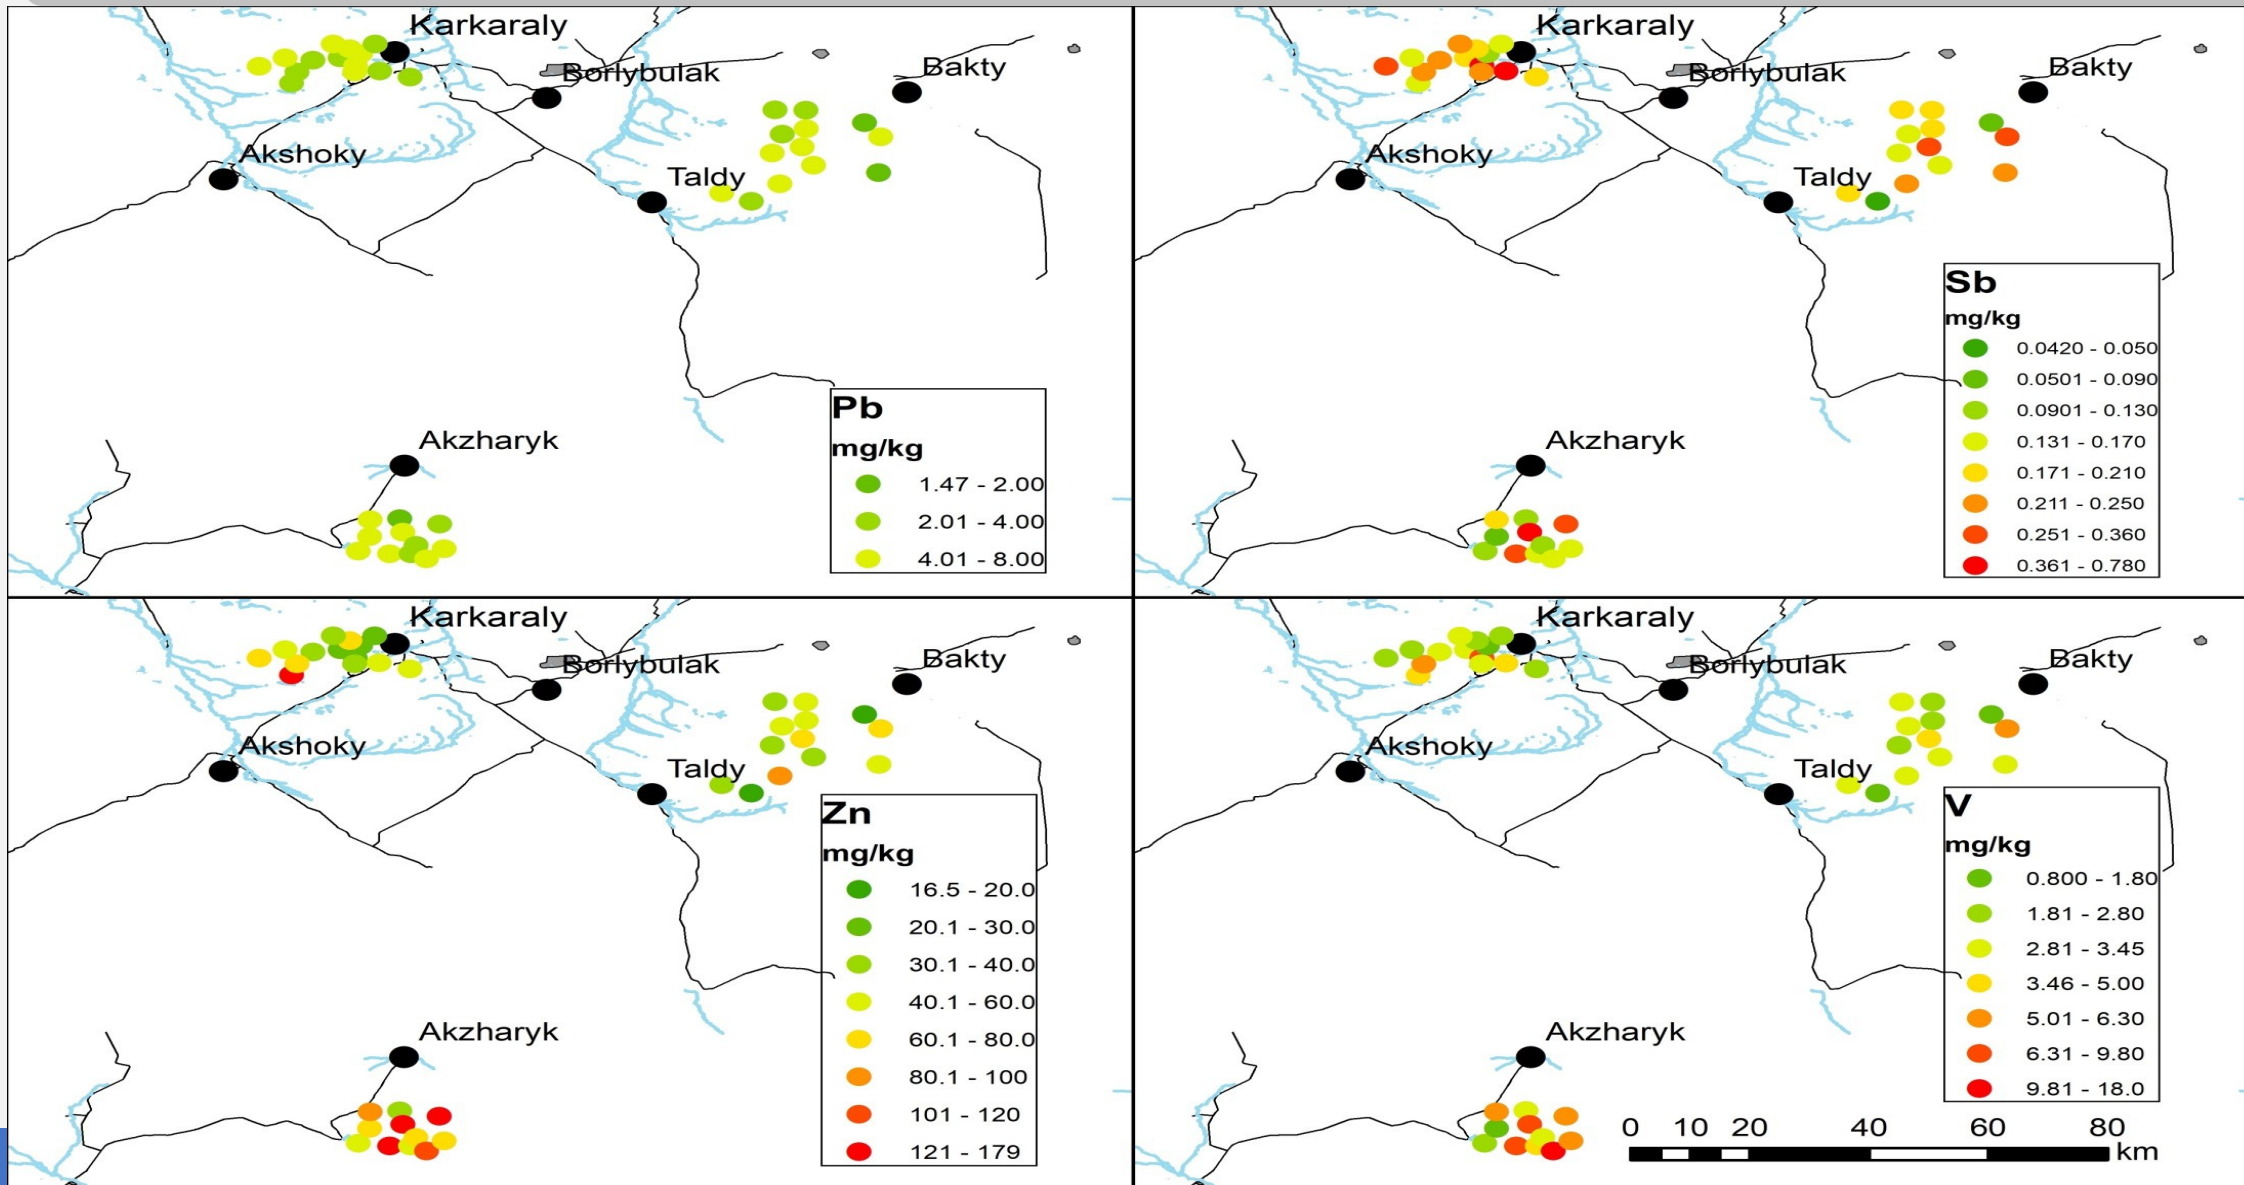 Karkaraly
Borlybulak
Bakty
Akshoky
Taldy
Akzharyk
Pb
mg/kg
1.47 - 2.00
2.01 - 4.00
4.01 - 8.00
Karkaraly
Borlybulak
Bakty
Akshoky
Taldy
Akzharyk
Sb
mg/kg
0.0420 - 0.050
0.0501 - 0.090
0.0901 - 0.130
0.131 - 0.170
0.171 - 0.210
0.211 - 0.250
0.251 - 0.360
0.361 - 0.780
Karkaraly
Borlybulak
Bakty
Akshoky
Taldy
Akzharyk
Zn
mg/kg
16.5 - 20.0
20.1 - 30.0
30.1 - 40.0
40.1 - 60.0
60.1 - 80.0
80.1 - 100
101 - 120
121 - 179
Karkaraly
Borlybulak
Bakty
Akshoky
Taldy
Akzharyk
V
mg/kg
0.800 - 1.80
1.81 - 2.80
2.81 - 3.45
3.46 - 5.00
5.01 - 6.30
6.31 - 9.80
9.81 - 18.0
0 10 20 40 60 80
km